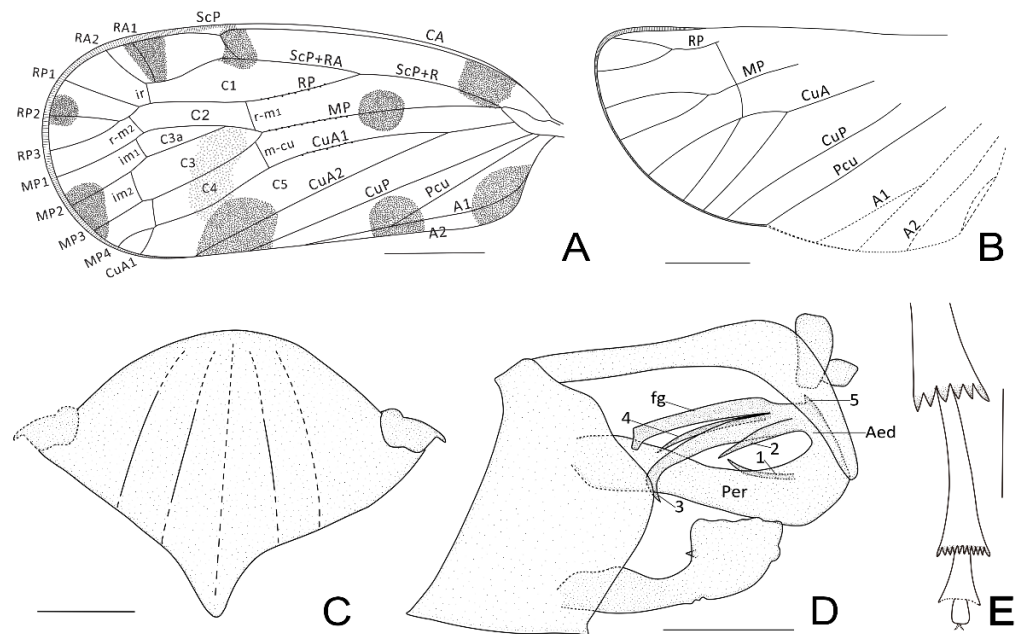 ScP
RA1
RA2
CA
ScP+RA
ScP+R
RP1
ir
C1
RP
RP2
C2
r-m1
MP
r-m2
C3a
RP3
im1
m-cu
CuA1
MP1
C3
im2
C4
C5
CuA2
CuP
Pcu
MP2
A1
MP3
A2
MP4
CuA1
A
RP
MP
CuA
CuP
Pcu
A1
A2
B
C
fg
5
4
Aed
2
1
Per
3
D
E